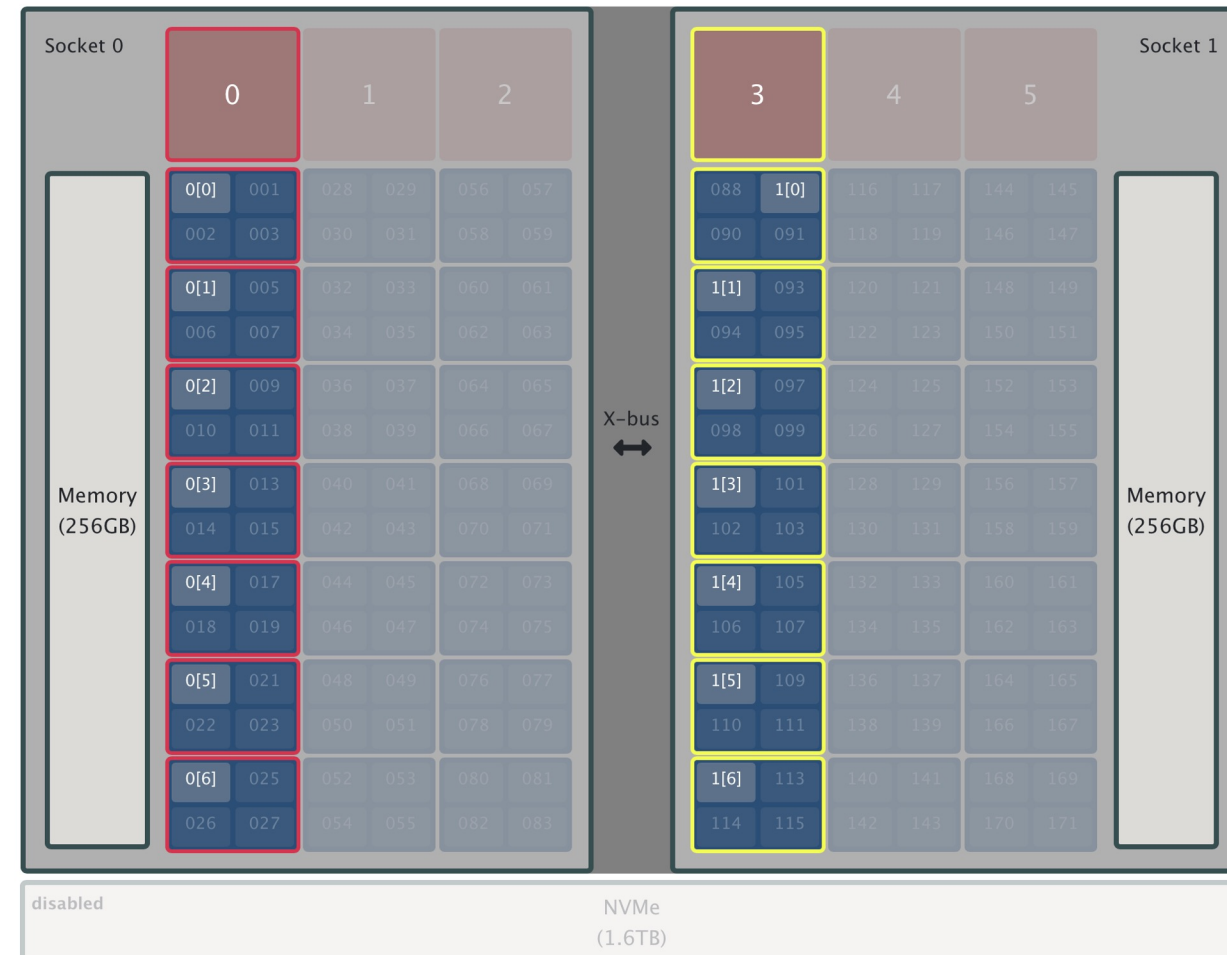 Socket 0 Socket 1
0 1 2 3 4 5
0[0] 001 028 029 056 057 088 1[0] 116 117 144 145
002 003 030 031 058 059 090 091 118 119 146 147
0[1] 005 032 033 060 061 1[1] 093 120 121 148 149
006 007 034 035 062 063 094 095 122 123 150 151
0[2] 009 036 037 064 065 1[2] 097 124 125 152 153
X-bus
010 011 038 039 066 067 098 099 126 127 154 155
0[3] 013 040 041 068 069 1[3] 101 128 129 156 157
Memory Memory
(256GB) (256GB)
014 015 042 043 070 071 102 103 130 131 158 159
0[4] 017 044 045 072 073 1[4] 105 132 133 160 161
018 019 046 047 074 075 106 107 134 135 162 163
0[5] 021 048 049 076 077 1[5] 109 136 137 164 165
022 023 050 051 078 079 110 111 138 139 166 167
0[6] 025 052 053 080 081 1[6] 113 140 141 168 169
026 027 054 055 082 083 114 115 142 143 170 171
disabled NVMe
(1.6TB)